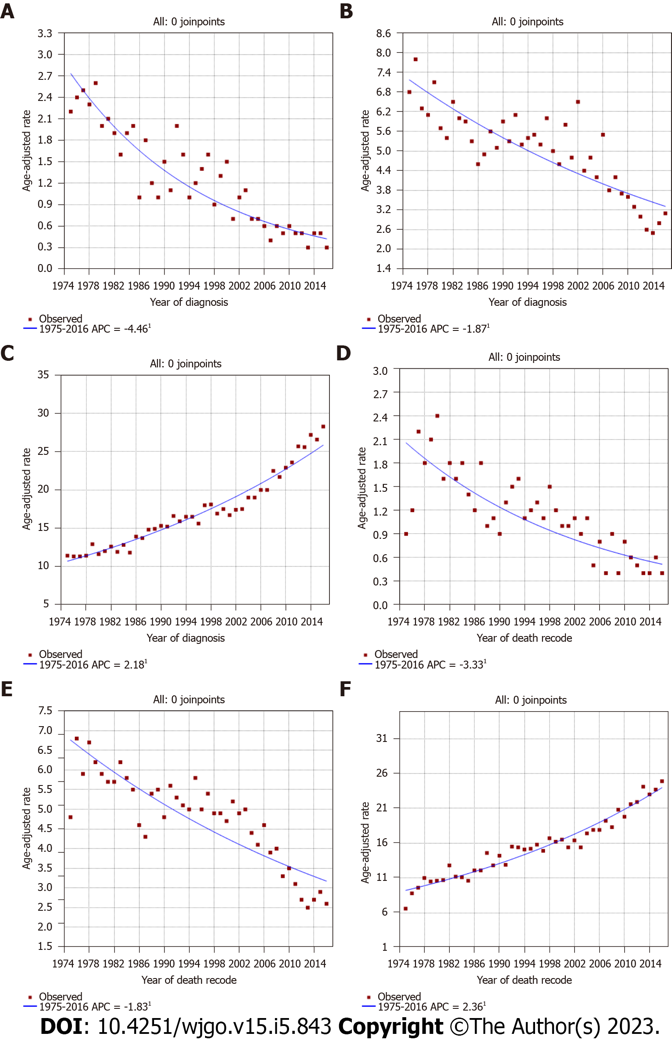 A
All: 0 joinpoints
Age-adjusted rate
3.3
3.0
2.7
2.4
2.1
1.8
1.5
1.2
0.9
0.6
0.3
0.0
1974 1978 1982 1986 1990 1994 1998 2002 2006 2010 2014
Year of diagnosis
Observed
1975-2016 APC = -4.46¹
B
All: 0 joinpoints
Age-adjusted rate
8.6
8.0
7.4
6.8
6.2
5.6
5.0
4.4
3.8
3.2
2.6
2.0
1.4
1974 1978 1982 1986 1990 1994 1998 2002 2006 2010 2014
Year of diagnosis
Observed
1975-2016 APC = -1.87¹
C
All: 0 joinpoints
Age-adjusted rate
35
30
25
20
15
10
5
1974 1978 1982 1986 1990 1994 1998 2002 2006 2010 2014
Year of diagnosis
Observed
1975-2016 APC = 2.18¹
D
All: 0 joinpoints
Age-adjusted rate
3.0
2.7
2.4
2.1
1.8
1.5
1.2
0.9
0.6
0.3
0.0
1974 1978 1982 1986 1990 1994 1998 2002 2006 2010 2014
Year of death recode
Observed
1975-2016 APC = -3.33¹
E
All: 0 joinpoints
Age-adjusted rate
7.5
7.0
6.5
6.0
5.5
5.0
4.5
4.0
3.5
3.0
2.5
2.0
1.5
1974 1978 1982 1986 1990 1994 1998 2002 2006 2010 2014
Year of death recode
Observed
1975-2016 APC = -1.83¹
F
All: 0 joinpoints
Age-adjusted rate
31
26
21
16
11
6
1
1974 1978 1982 1986 1990 1994 1998 2002 2006 2010 2014
Year of death recode
Observed
1975-2016 APC = 2.36¹
DOI: 10.4251/wjgo.v15.i5.843 Copyright ©The Author(s) 2023.